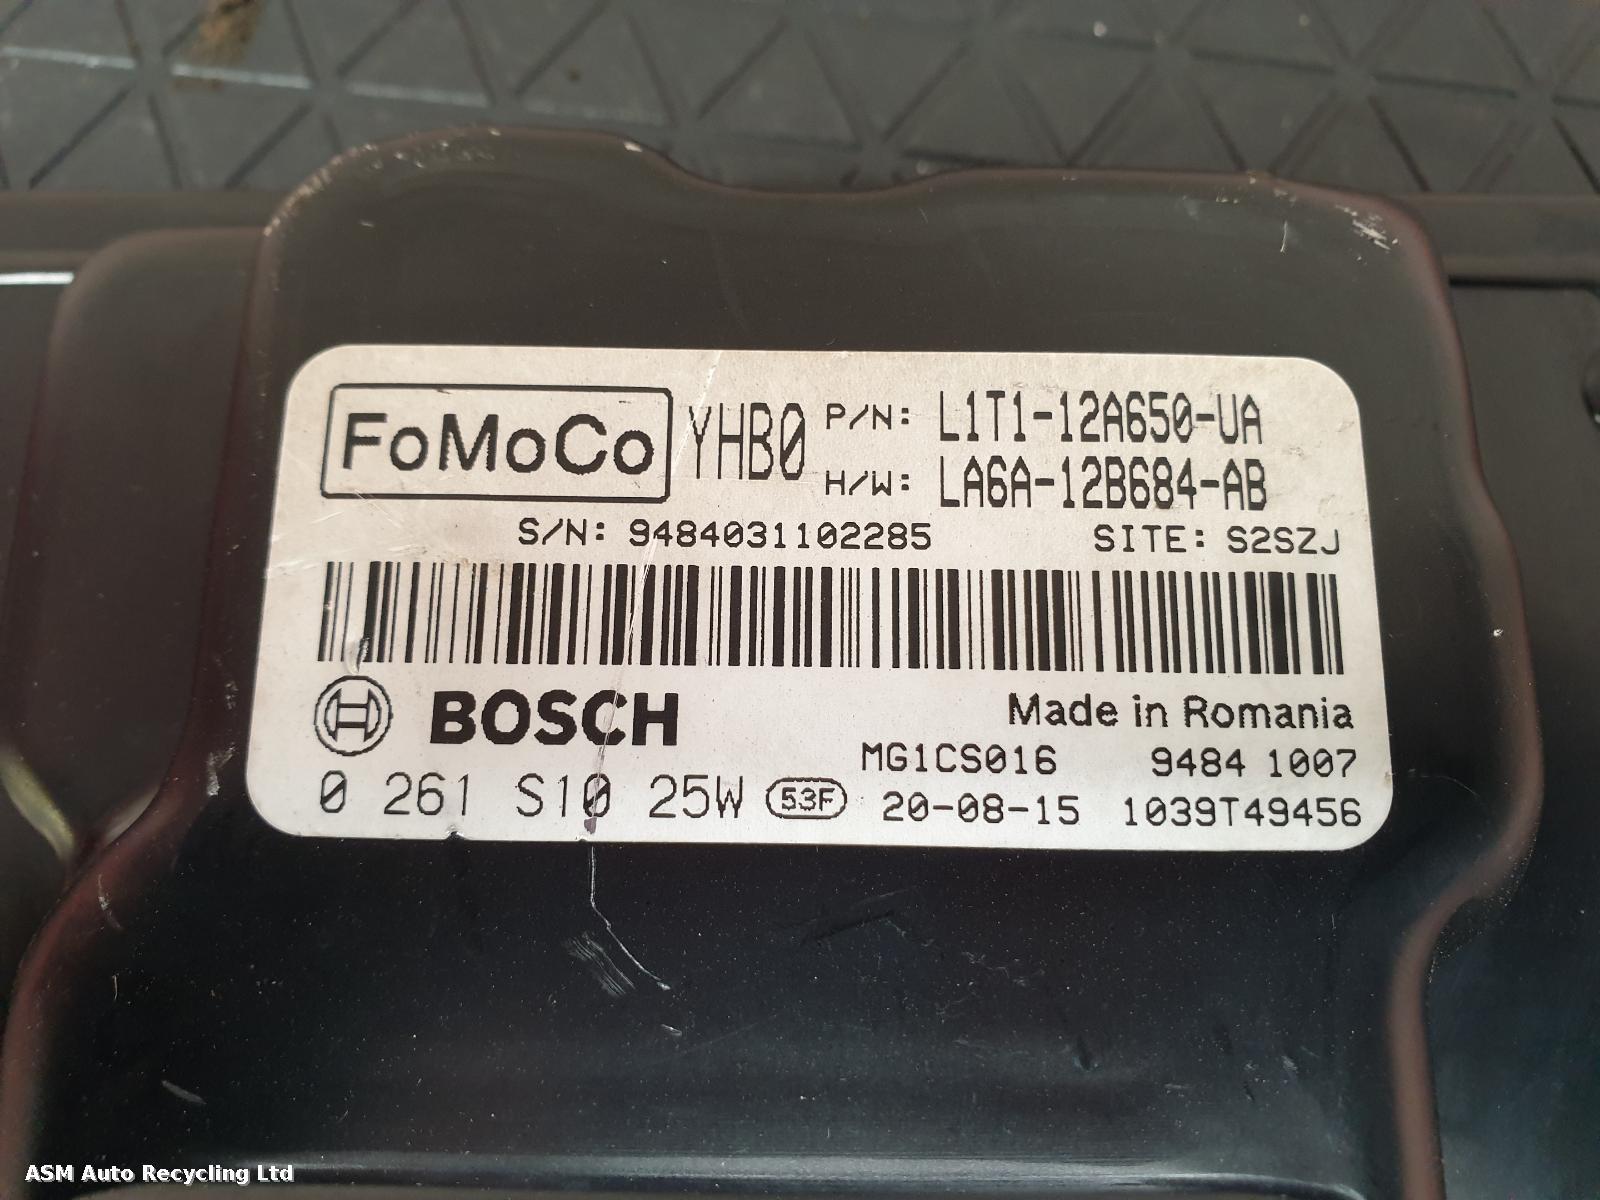 FoMoCo YHB0 P/N: L1T1-12A650-UA
H/W: LA6A-12B684-AB
S/N: 9484031102285 SITE: S2SZJ
BOSCH Made in Romania
MG1CS016 9484 1007
0 261 S10 25W 53F 20-08-15 1039T49456
ASM Auto Recycling Ltd